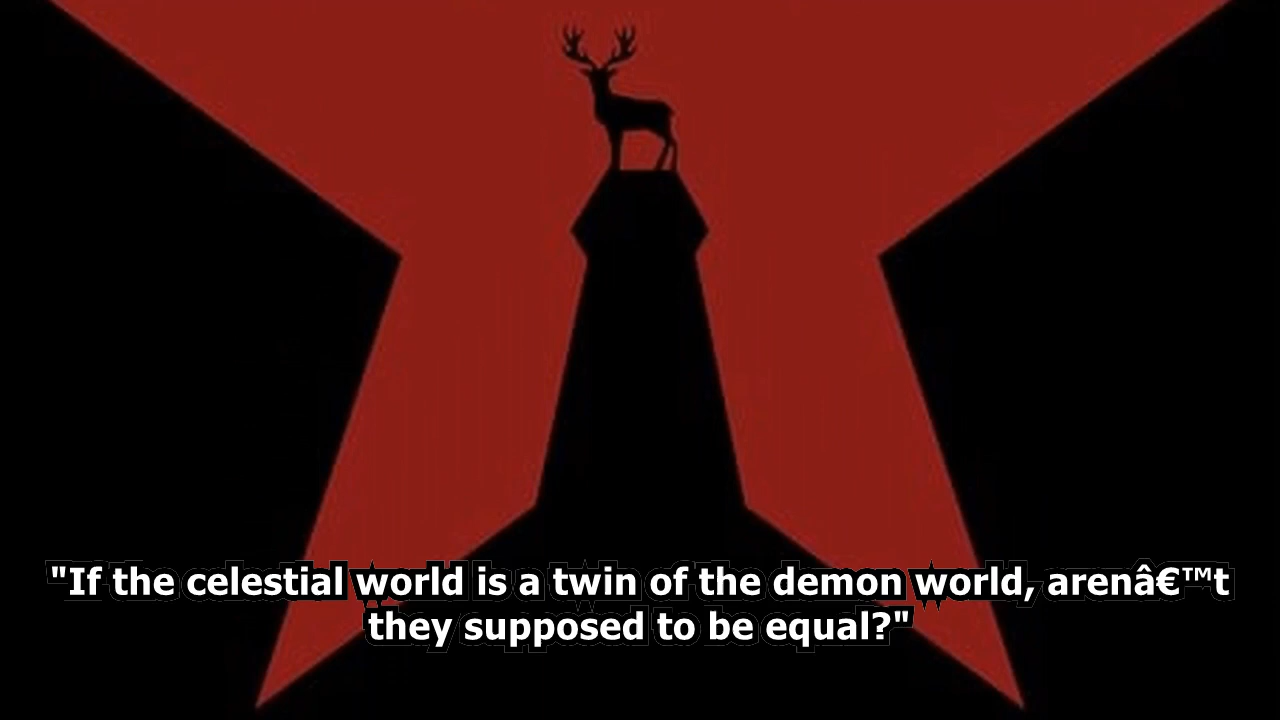 "If the celestial world is a twin of the demon world, arenâ€™t
they supposed to be equal?"